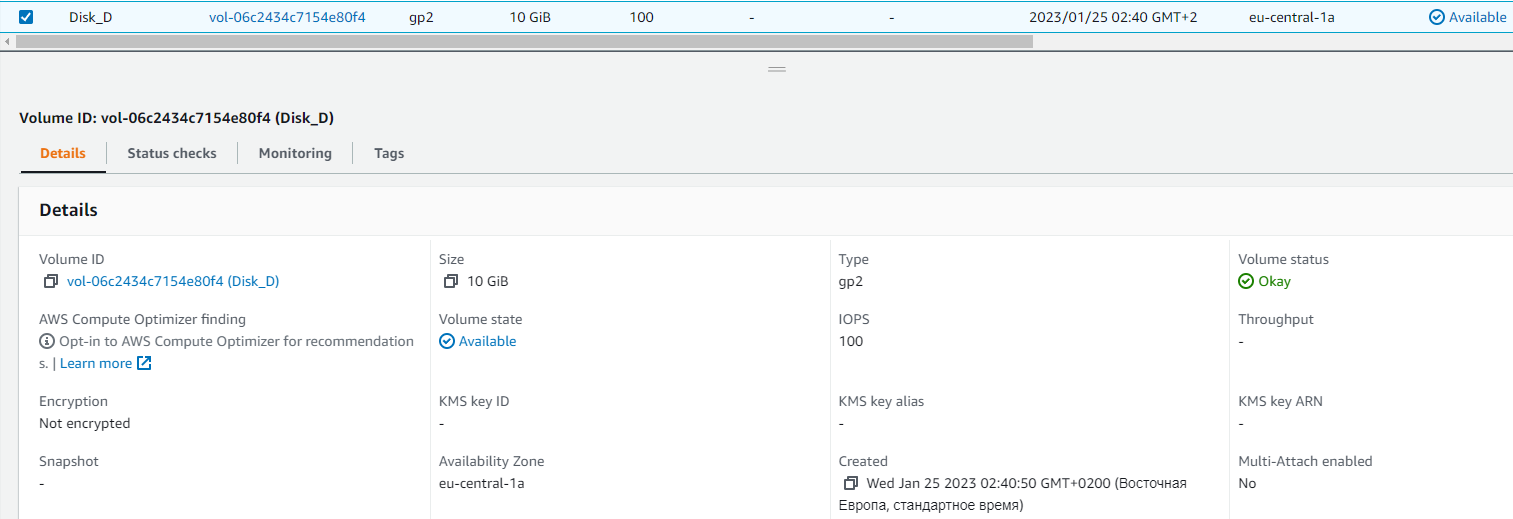 Disk_D vol-06c2434c7154e80f4 gp2 10 GiB 100 - - 2023/01/25 02:40 GMT+2 eu-central-1a Available
Volume ID: vol-06c2434c7154e80f4 (Disk_D)
Details Status checks Monitoring Tags
Details
Volume ID Size Type Volume status
vol-06c2434c7154e80f4 (Disk_D) 10 GiB gp2 Okay
AWS Compute Optimizer finding Volume state IOPS Throughput
Opt-in to AWS Compute Optimizer for recommendation Available 100 -
s. | Learn more
Encryption KMS key ID KMS key alias KMS key ARN
Not encrypted - - -
Snapshot Availability Zone Created Multi-Attach enabled
- eu-central-1a Wed Jan 25 2023 02:40:50 GMT+0200 (Восточная No
Европа, стандартное время)